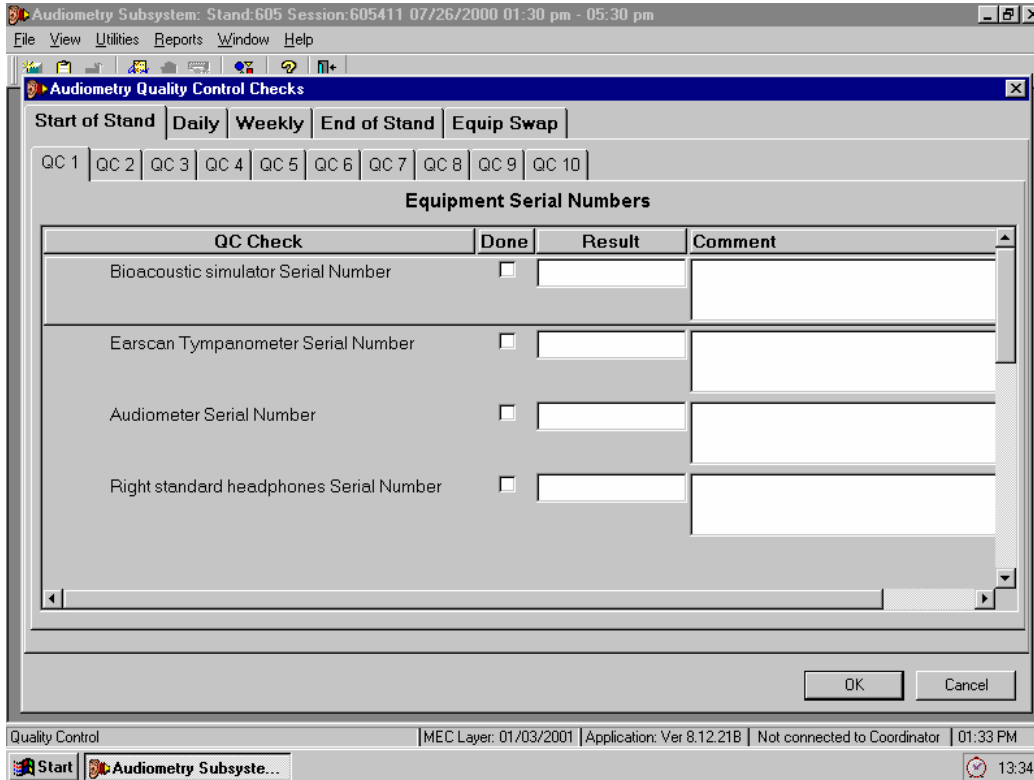 Audiometry Subsystem: Stand:605 Session:605411 07/26/2000 01:30 pm - 05:30 pm
File View Utilities Reports Window Help
Audiometry Quality Control Checks
Start of Stand Daily Weekly End of Stand Equip Swap
QC 1 QC 2 QC 3 QC 4 QC 5 QC 6 QC 7 QC 8 QC 9 QC 10
Equipment Serial Numbers
QC Check Done Result Comment
Bioacoustic simulator Serial Number
Earscan Tympanometer Serial Number
Audiometer Serial Number
Right standard headphones Serial Number
OK Cancel
Quality Control MEC Layer: 01/03/2001 Application: Ver 8.12.21B Not connected to Coordinator 01:33 PM
Start Audiometry Subsyste... 13:34